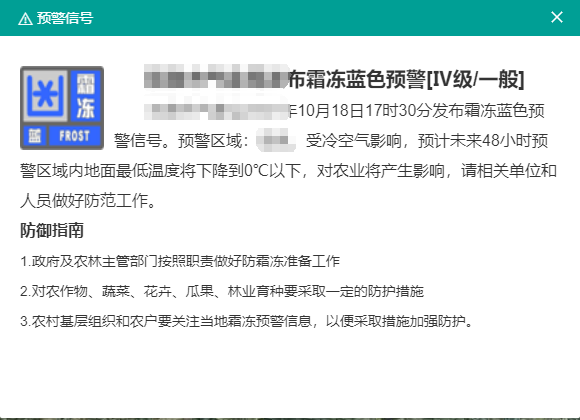 预警信号
霜冻
蓝 FROST
布霜冻蓝色预警[IV级/一般]
年10月18日17时30分发布霜冻蓝色预
警信号。预警区域： 受冷空气影响，预计未来48小时预
警区域内地面最低温度将下降到0℃以下，对农业将产生影响，请相关单位和
人员做好防范工作。
防御指南
1.政府及农林主管部门按照职责做好防霜冻准备工作
2.对农作物、蔬菜、花卉、瓜果、林业育种要采取一定的防护措施
3.农村基层组织和农户要关注当地霜冻预警信息，以便采取措施加强防护。